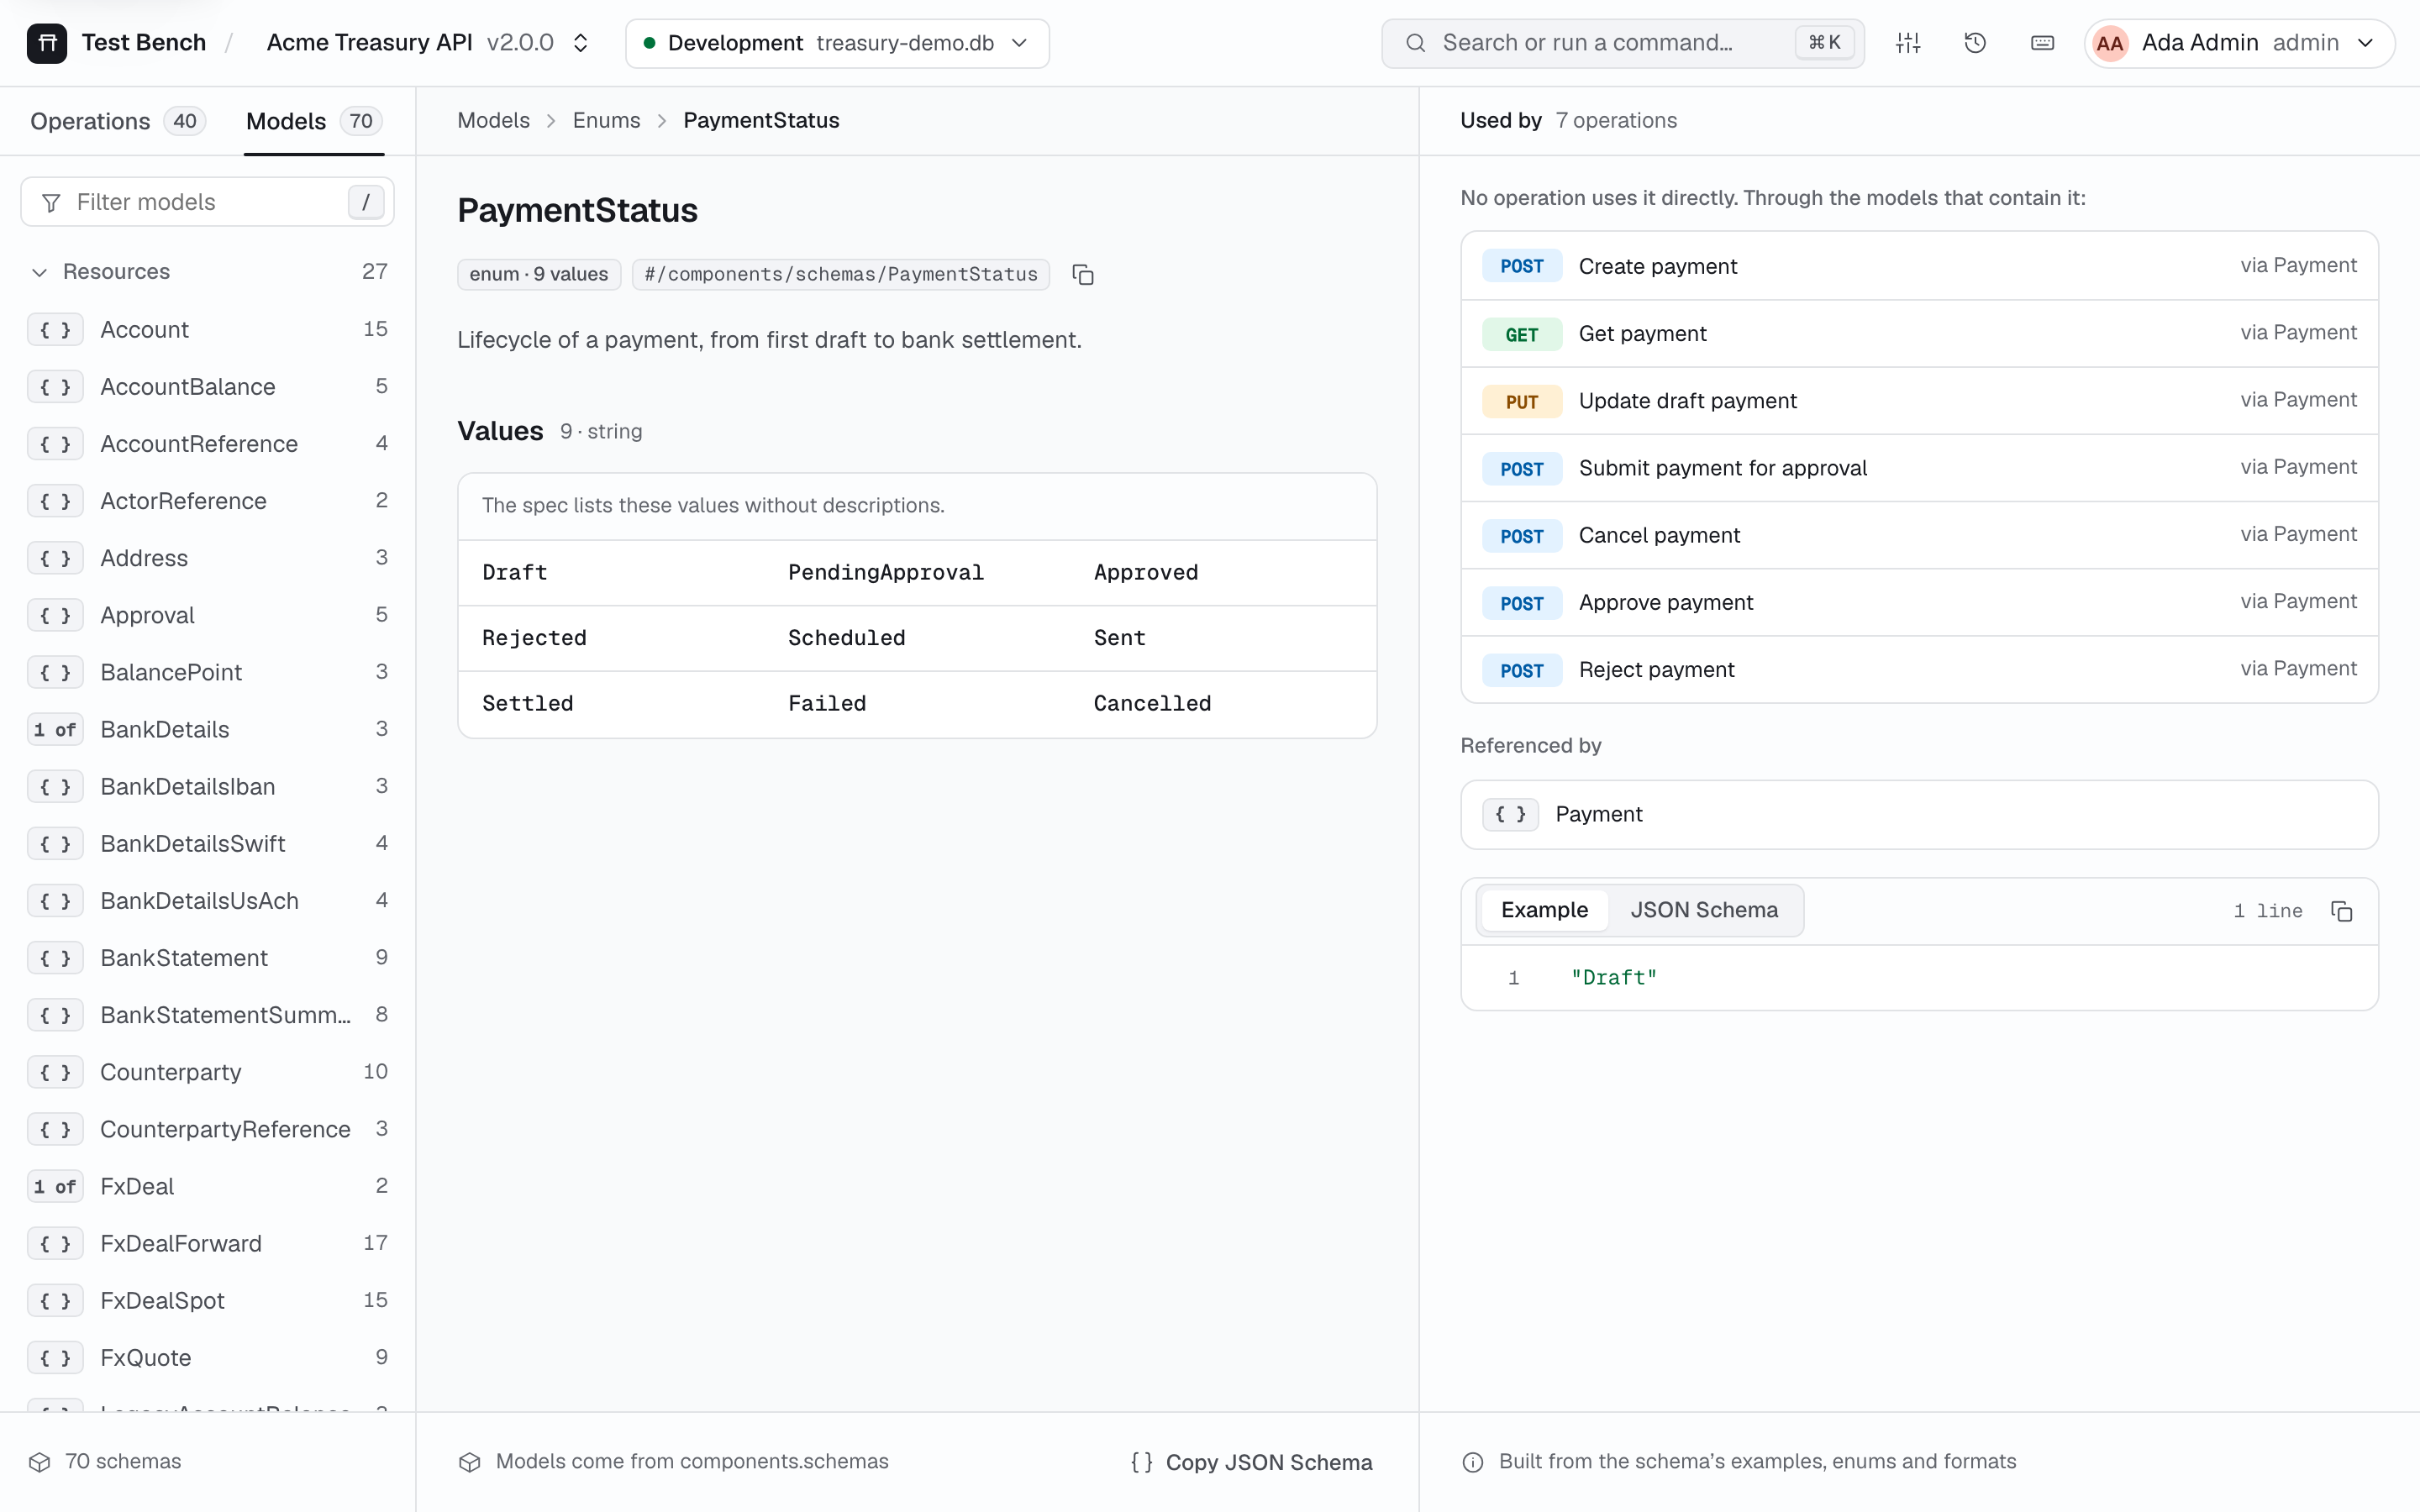 Test Bench / Acme Treasury API v2.0.0
Development treasury-demo.db
Search or run a command... ⌘K
AA Ada Admin admin
Operations 40 Models 70
Filter models /
Resources 27
{ } Account 15
{ } AccountBalance 5
{ } AccountReference 4
{ } ActorReference 2
{ } Address 3
{ } Approval 5
{ } BalancePoint 3
1 of BankDetails 3
{ } BankDetailsIban 3
{ } BankDetailsSwift 4
{ } BankDetailsUsAch 4
{ } BankStatement 9
{ } BankStatementSumm... 8
{ } Counterparty 10
{ } CounterpartyReference 3
1 of FxDeal 2
{ } FxDealForward 17
{ } FxDealSpot 15
{ } FxQuote 9
70 schemas
Models > Enums > PaymentStatus
PaymentStatus
enum · 9 values #/components/schemas/PaymentStatus
Lifecycle of a payment, from first draft to bank settlement.
Values 9 · string
The spec lists these values without descriptions.
Draft PendingApproval Approved
Rejected Scheduled Sent
Settled Failed Cancelled
Models come from components.schemas
{ } Copy JSON Schema
Used by 7 operations
No operation uses it directly. Through the models that contain it:
POST Create payment via Payment
GET Get payment via Payment
PUT Update draft payment via Payment
POST Submit payment for approval via Payment
POST Cancel payment via Payment
POST Approve payment via Payment
POST Reject payment via Payment
Referenced by
{ } Payment
Example JSON Schema 1 line
1 "Draft"
Built from the schema’s examples, enums and formats